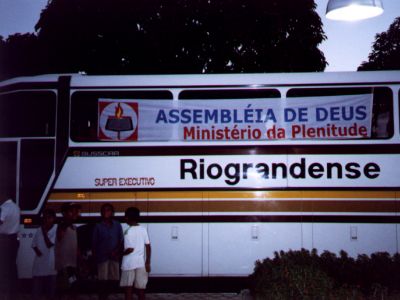 ASSEMBLÉIA DE DEUS
Ministério da Plenitude
BUSSCAR
Riograndense
SUPER EXECUTIVO